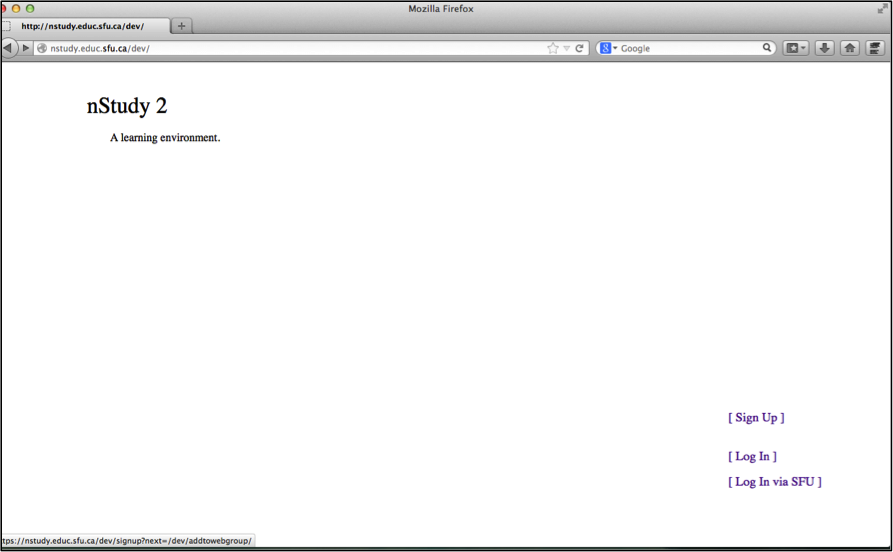 Mozilla Firefox
http://nstudy.educ.sfu.ca/dev/
nstudy.educ.sfu.ca/dev/
Google
nStudy 2
A learning environment.
[ Sign Up ]
[ Log In ]
[ Log In via SFU ]
tps://nstudy.educ.sfu.ca/dev/signup?next=/dev/addtowebgroup/